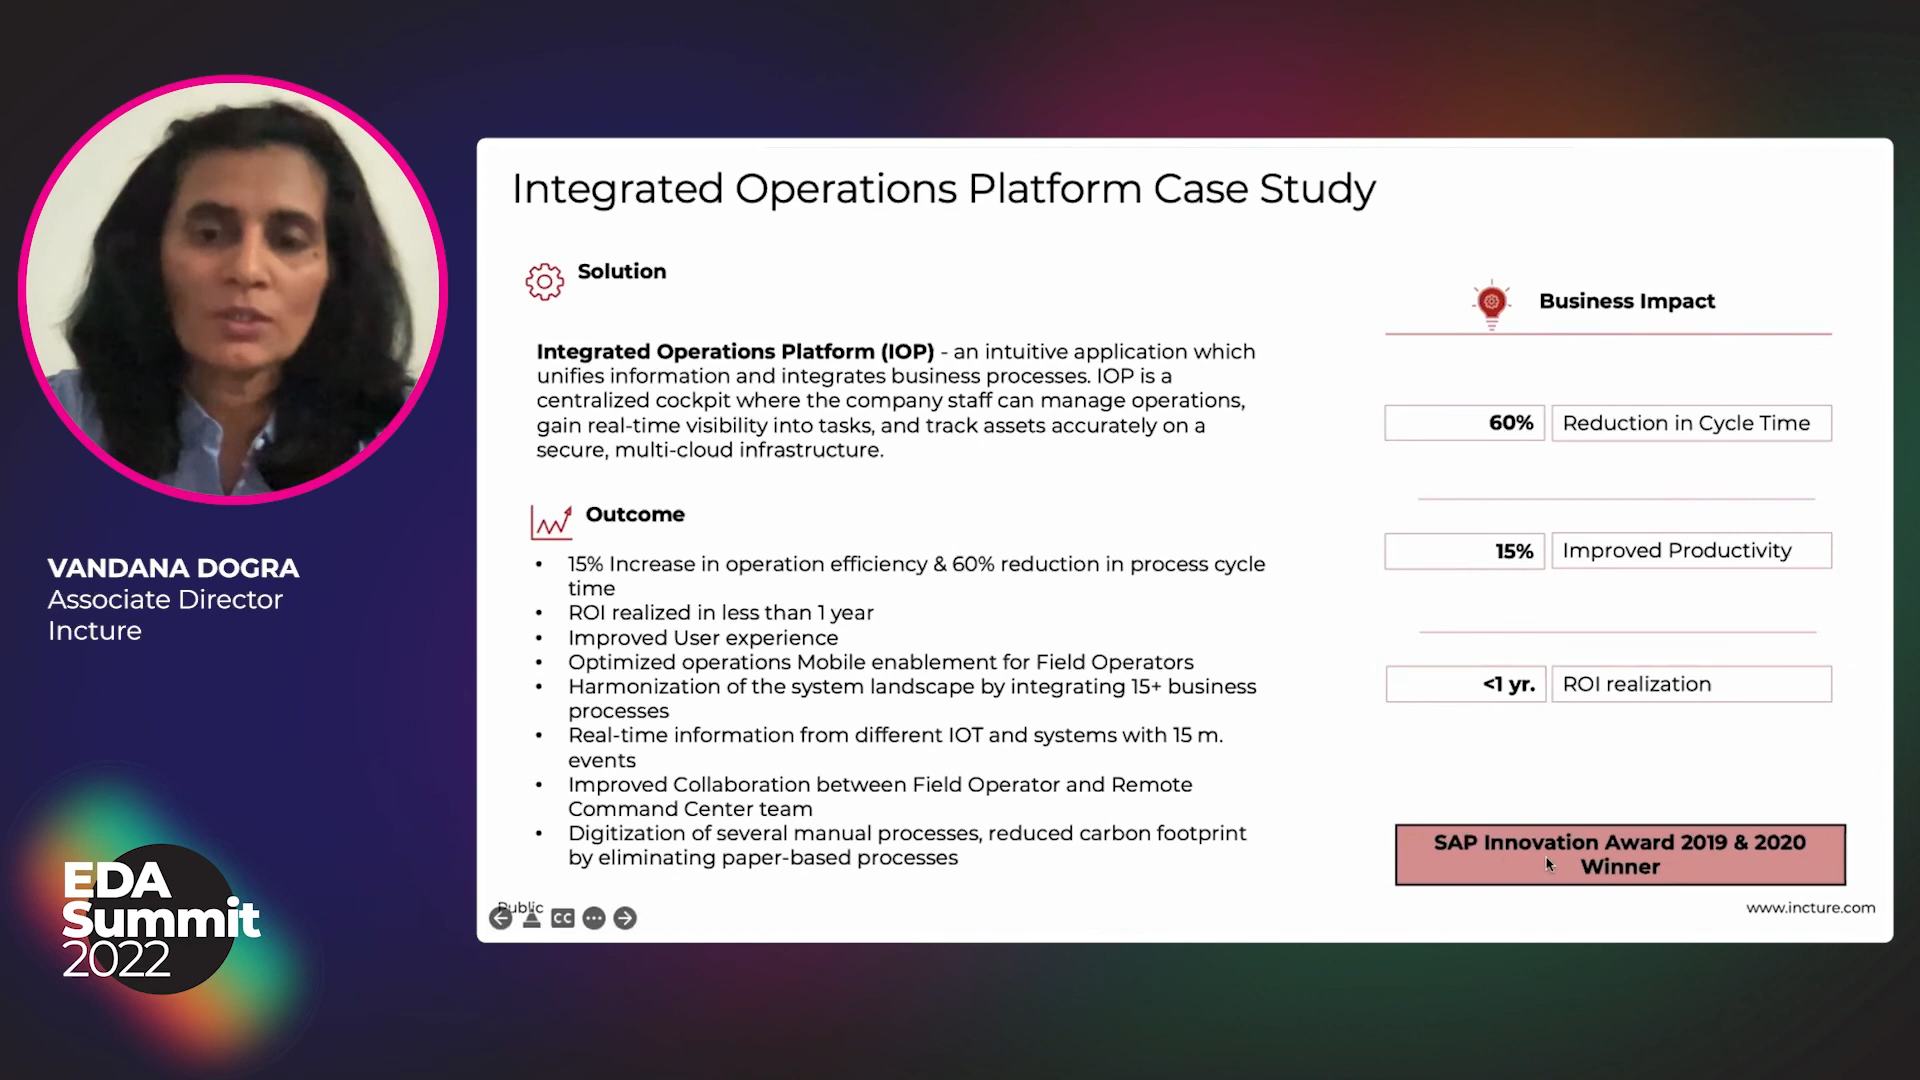 Integrated Operations Platform Case Study
Solution
Integrated Operations Platform (IOP) - an intuitive application which
unifies information and integrates business processes. IOP is a
centralized cockpit where the company staff can manage operations,
gain real-time visibility into tasks, and track assets accurately on a
secure, multi-cloud infrastructure.
Outcome
• 15% Increase in operation efficiency & 60% reduction in process cycle
time
• ROI realized in less than 1 year
• Improved User experience
• Optimized operations Mobile enablement for Field Operators
• Harmonization of the system landscape by integrating 15+ business
processes
• Real-time information from different IOT and systems with 15 m.
events
• Improved Collaboration between Field Operator and Remote
Command Center team
• Digitization of several manual processes, reduced carbon footprint
by eliminating paper-based processes
Business Impact
60% Reduction in Cycle Time
15% Improved Productivity
<1 yr. ROI realization
SAP Innovation Award 2019 & 2020
Winner
Public
CC
www.incture.com
VANDANA DOGRA
Associate Director
Incture
EDA
Summit
2022